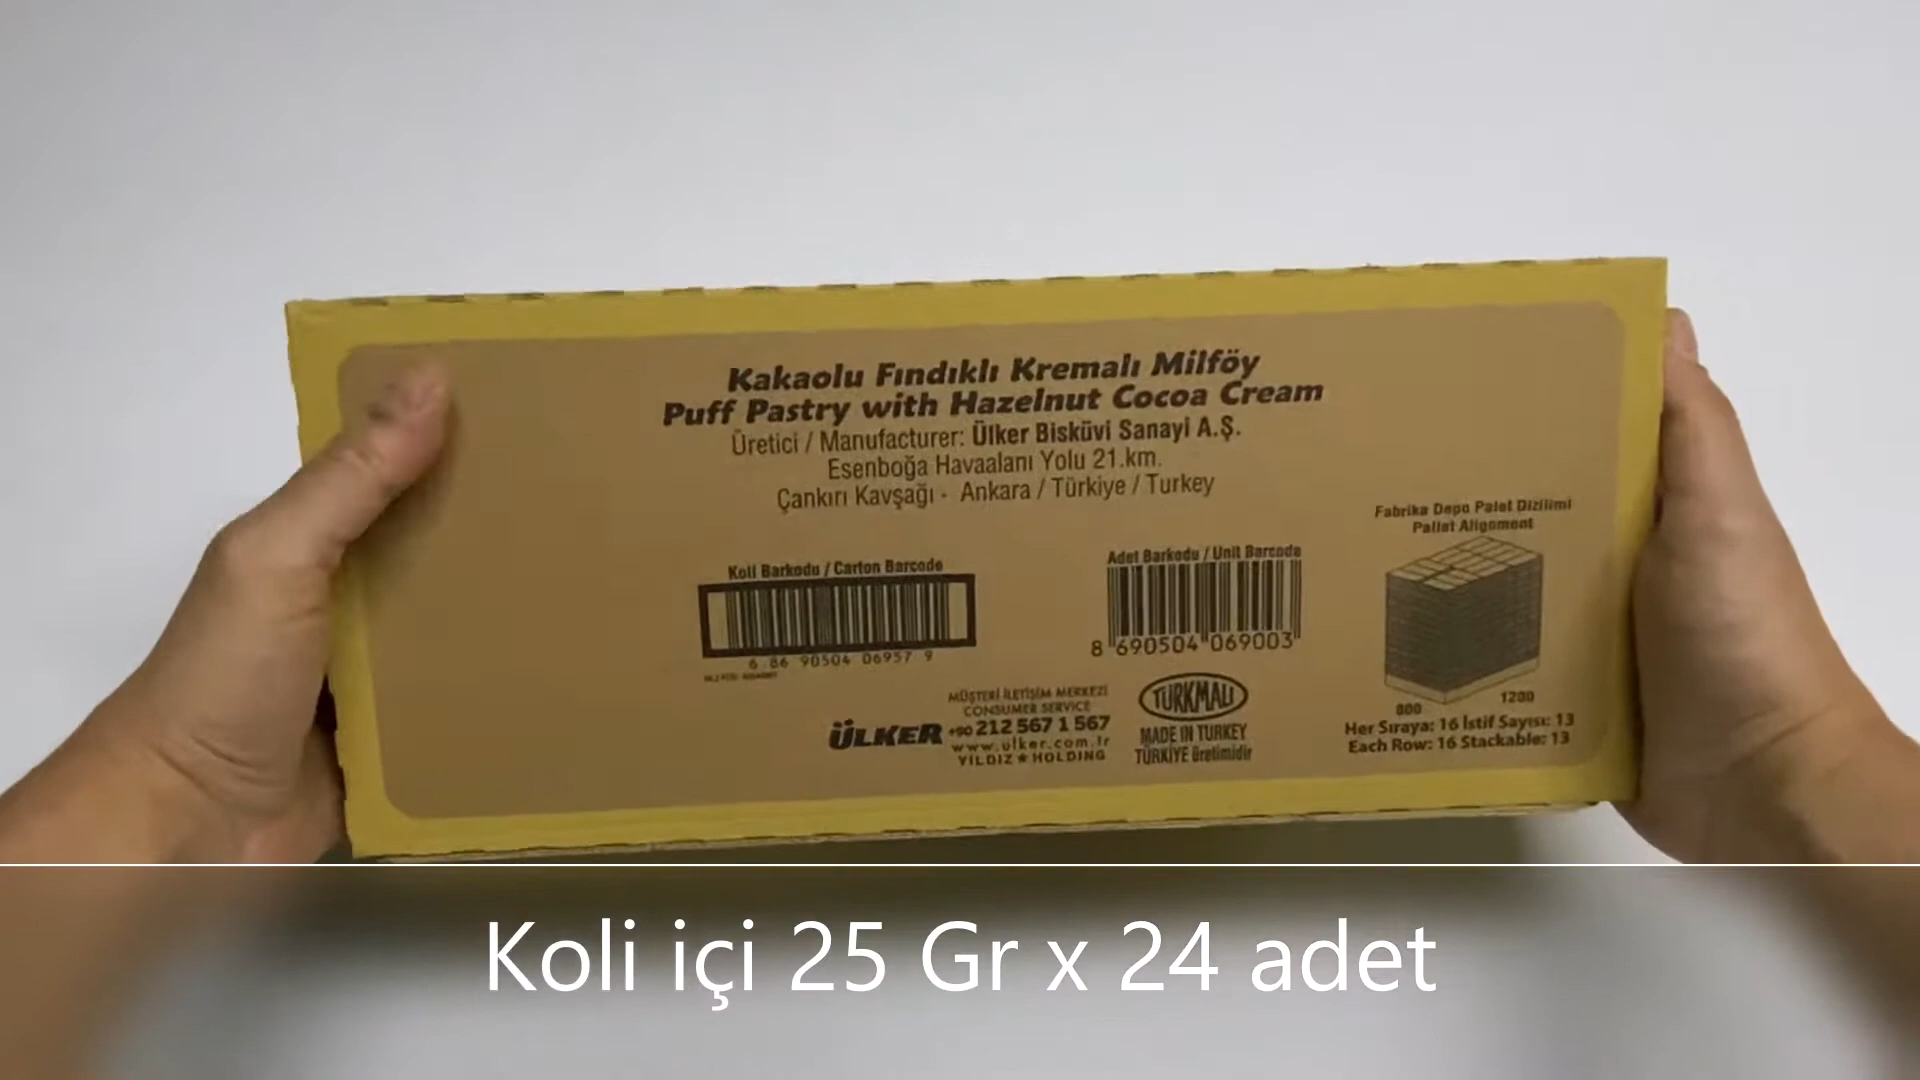 Kakaolu Fındıklı Kremalı Milföy
Puff Pastry with Hazelnut Cocoa Cream
Üretici / Manufacturer: Ülker Bisküvi Sanayi A.Ş.
Esenboğa Havaalanı Yolu 21.km.
Çankırı Kavşağı - Ankara / Türkiye / Turkey
Fabrika Depo Palet Dizilimi
Pallet Alignment
Koli Barkodu / Carton Barcode
6 86 90504 06957 9
Adet Barkodu / Unit Barcode
8 690504 069003
800
1200
Her Sıraya: 16 İstif Sayısı: 13
Each Row: 16 Stackable: 13
MÜŞTERİ İLETİŞİM MERKEZİ
CONSUMER SERVICE
ÜLKER +90 212 567 1 567
www.ulker.com.tr
YILDIZ ★ HOLDING
TÜRKMALI
MADE IN TURKEY
TÜRKİYE üretimidir
Koli içi 25 Gr x 24 adet